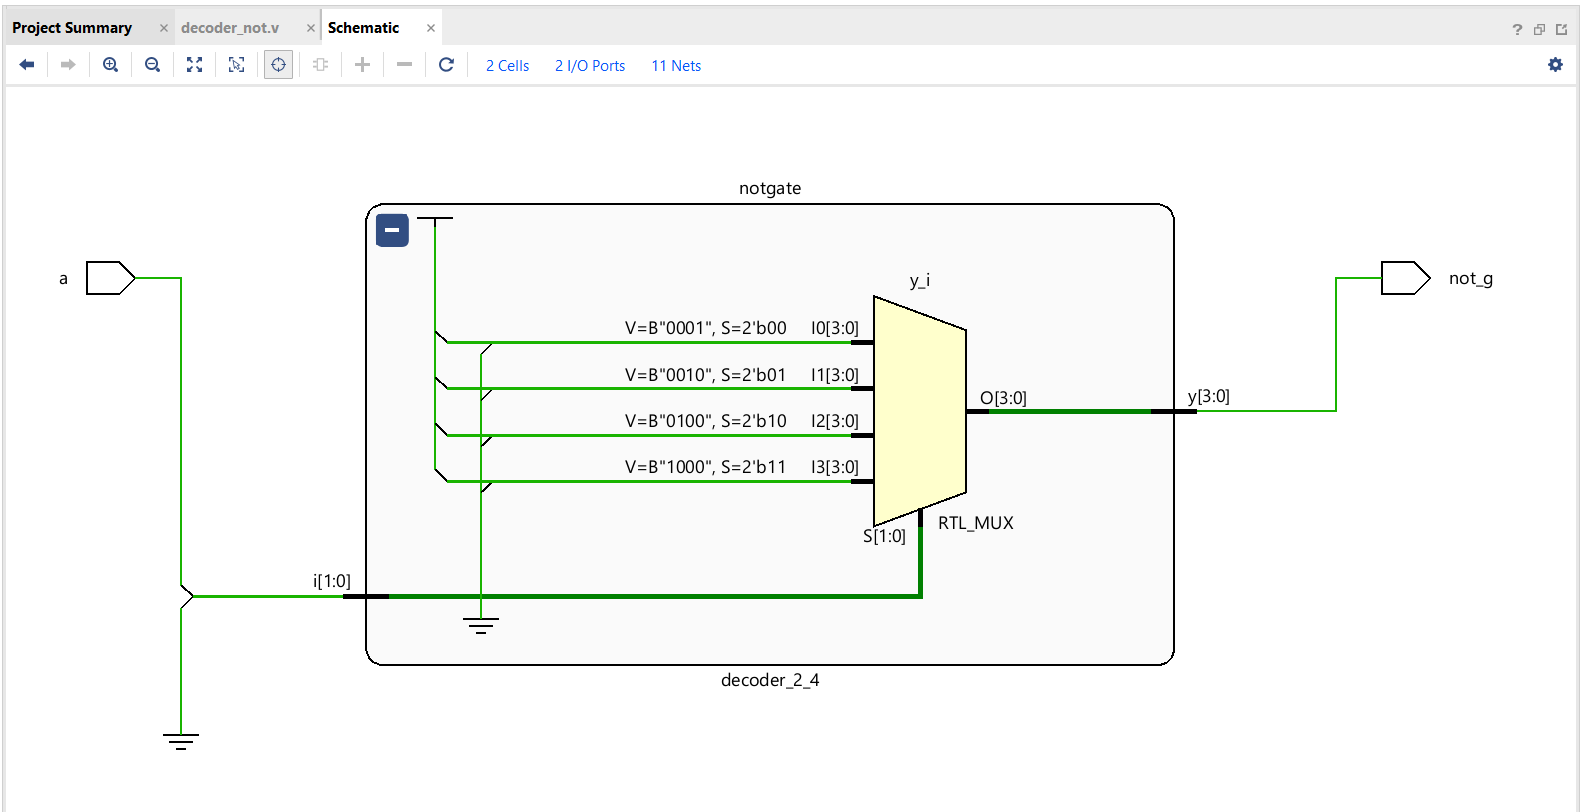 Project Summary × decoder_not.v × Schematic ×
2 Cells 2 I/O Ports 11 Nets
notgate
a
y_i
not_g
V=B"0001", S=2'b00 I0[3:0]
V=B"0010", S=2'b01 I1[3:0]
O[3:0]
y[3:0]
V=B"0100", S=2'b10 I2[3:0]
V=B"1000", S=2'b11 I3[3:0]
RTL_MUX
S[1:0]
i[1:0]
decoder_2_4